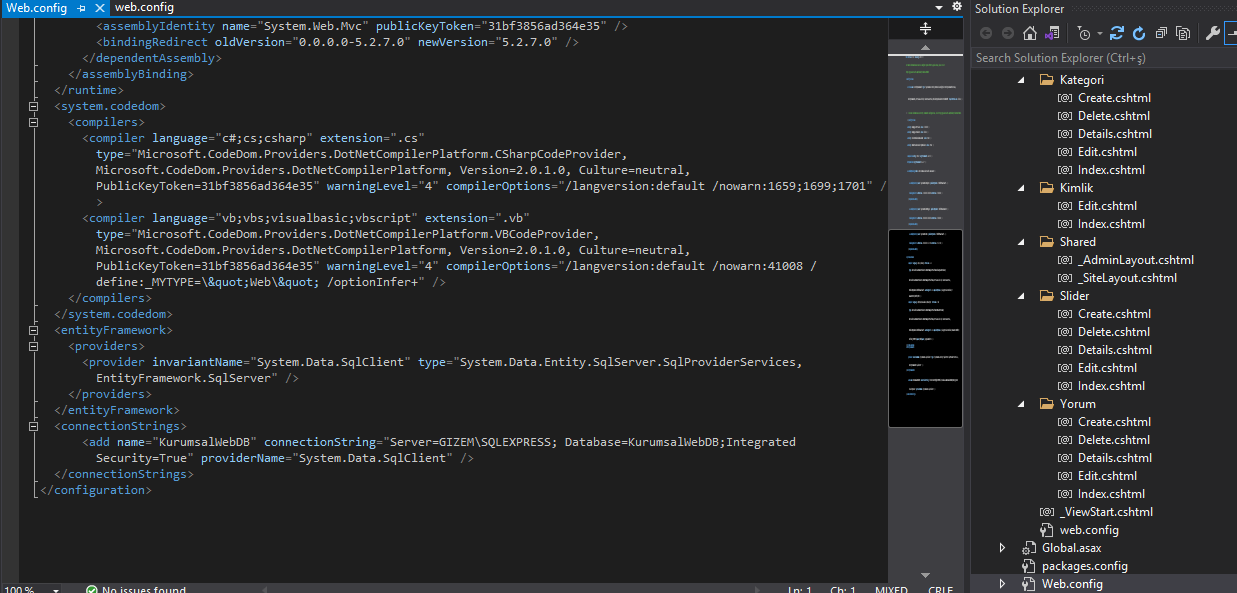 Web.config
web.config
<assemblyIdentity name="System.Web.Mvc" publicKeyToken="31bf3856ad364e35" />
<bindingRedirect oldVersion="0.0.0.0-5.2.7.0" newVersion="5.2.7.0" />
</dependentAssembly>
</assemblyBinding>
</runtime>
<system.codedom>
<compilers>
<compiler language="c#;cs;csharp" extension=".cs"
type="Microsoft.CodeDom.Providers.DotNetCompilerPlatform.CSharpCodeProvider,
Microsoft.CodeDom.Providers.DotNetCompilerPlatform, Version=2.0.1.0, Culture=neutral,
PublicKeyToken=31bf3856ad364e35" warningLevel="4" compilerOptions="/langversion:default /nowarn:1659;1699;1701" /
>
<compiler language="vb;vbs;visualbasic;vbscript" extension=".vb"
type="Microsoft.CodeDom.Providers.DotNetCompilerPlatform.VBCodeProvider,
Microsoft.CodeDom.Providers.DotNetCompilerPlatform, Version=2.0.1.0, Culture=neutral,
PublicKeyToken=31bf3856ad364e35" warningLevel="4" compilerOptions="/langversion:default /nowarn:41008 /
define:_MYTYPE=\&quot;Web\&quot; /optionInfer+" />
</compilers>
</system.codedom>
<entityFramework>
<providers>
<provider invariantName="System.Data.SqlClient" type="System.Data.Entity.SqlServer.SqlProviderServices,
EntityFramework.SqlServer" />
</providers>
</entityFramework>
<connectionStrings>
<add name="KurumsalWebDB" connectionString="Server=GIZEM\SQLEXPRESS; Database=KurumsalWebDB;Integrated
Security=True" providerName="System.Data.SqlClient" />
</connectionStrings>
</configuration>
100 %
No issues found
Ln: 1
Ch: 1
MIXED
CRLF
Solution Explorer
Search Solution Explorer (Ctrl+ş)
Kategori
Create.cshtml
Delete.cshtml
Details.cshtml
Edit.cshtml
Index.cshtml
Kimlik
Edit.cshtml
Index.cshtml
Shared
_AdminLayout.cshtml
_SiteLayout.cshtml
Slider
Create.cshtml
Delete.cshtml
Details.cshtml
Edit.cshtml
Index.cshtml
Yorum
Create.cshtml
Delete.cshtml
Details.cshtml
Edit.cshtml
Index.cshtml
_ViewStart.cshtml
web.config
Global.asax
packages.config
Web.config